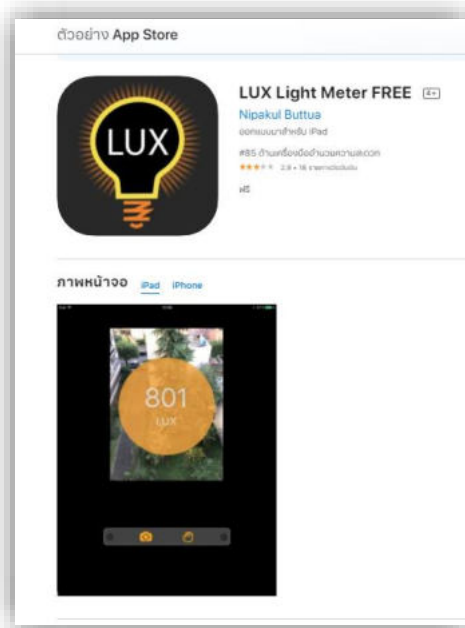 ตัวอย่าง App Store
LUX
LUX Light Meter FREE 4+
Nipakul Buttua
ออกแบบมาสำหรับ iPad
#85 ด้านเครื่องมืออำนวยความสะดวก
ฟรี
ภาพหน้าจอ iPad iPhone
801
LUX